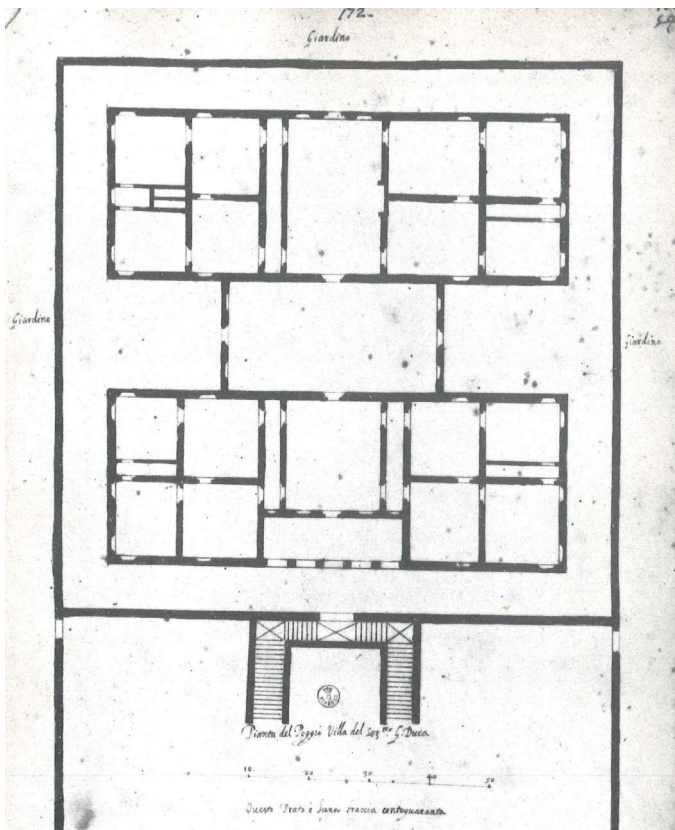 172
Giardino
Giardino
Giardino
Pianta del Poggio Villa del Ser.mo G. Duca
10 20 30 40 50
Questo Prato è braccia centoquaranta